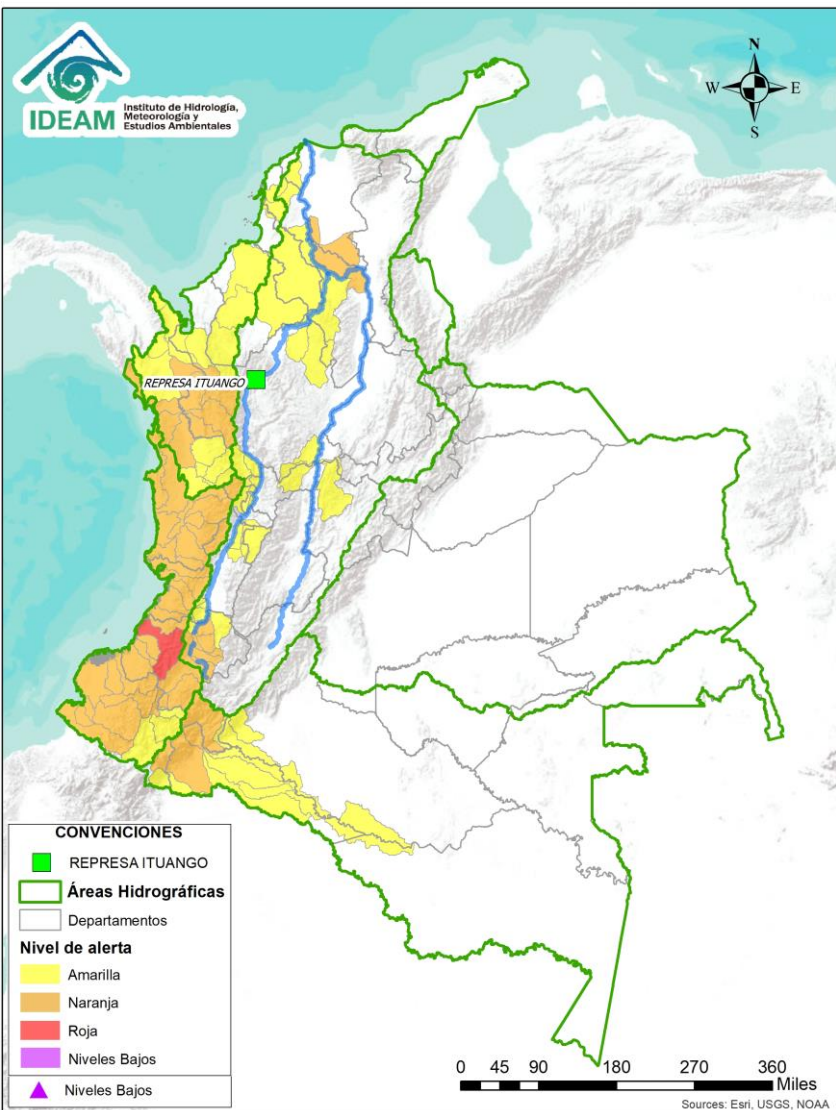 IDEAM
Instituto de Hidrología,
Meteorología y
Estudios Ambientales
N
W
E
S
REPRESA ITUANGO
CONVENCIONES
REPRESA ITUANGO
Áreas Hidrográficas
Departamentos
Nivel de alerta
Amarilla
Naranja
Roja
Niveles Bajos
Niveles Bajos
0 45 90 180 270 360
Miles
Sources: Esri, USGS, NOAA